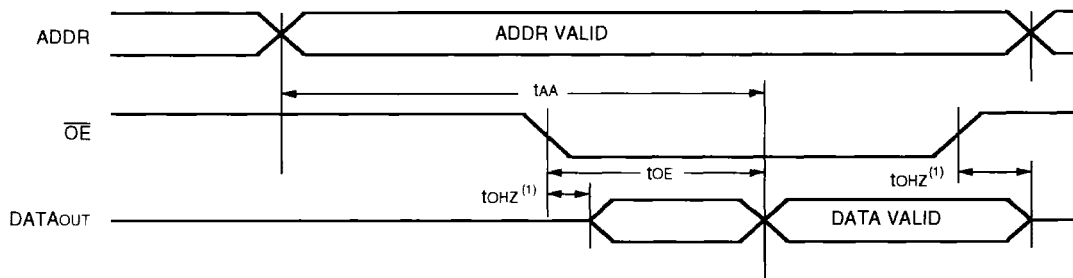 ADDR
ADDR VALID
tAA
OE
tOE
tOHZ(1)
tOHZ(1)
DATAOUT
DATA VALID